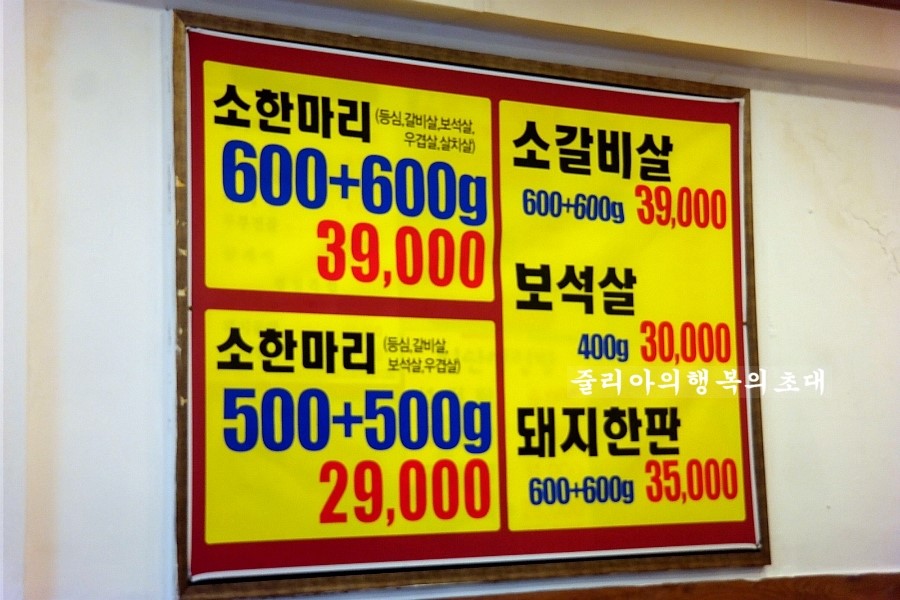 소한마리 (등심,갈비살,보석살,
우겹살,살치살)
600+600g
39,000
소한마리 (등심,갈비살,
보석살,우겹살)
500+500g
29,000
소갈비살
600+600g 39,000
보석살
400g 30,000
쥴리아의행복의초대
돼지한판
600+600g 35,000